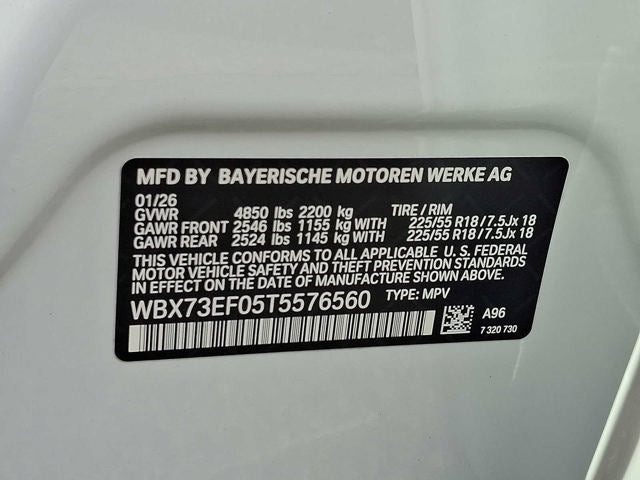 MFD BY BAYERISCHE MOTOREN WERKE AG
01/26
GVWR 4850 lbs 2200 kg TIRE / RIM
GAWR FRONT 2546 lbs 1155 kg WITH 225/55 R18 / 7.5Jx 18
GAWR REAR 2524 lbs 1145 kg WITH 225/55 R18 / 7.5Jx 18
THIS VEHICLE CONFORMS TO ALL APPLICABLE U.S. FEDERAL
MOTOR VEHICLE SAFETY AND THEFT PREVENTION STANDARDS
IN EFFECT ON THE DATE OF MANUFACTURE SHOWN ABOVE.
WBX73EF05T5576560 TYPE: MPV
A96
7 320 730